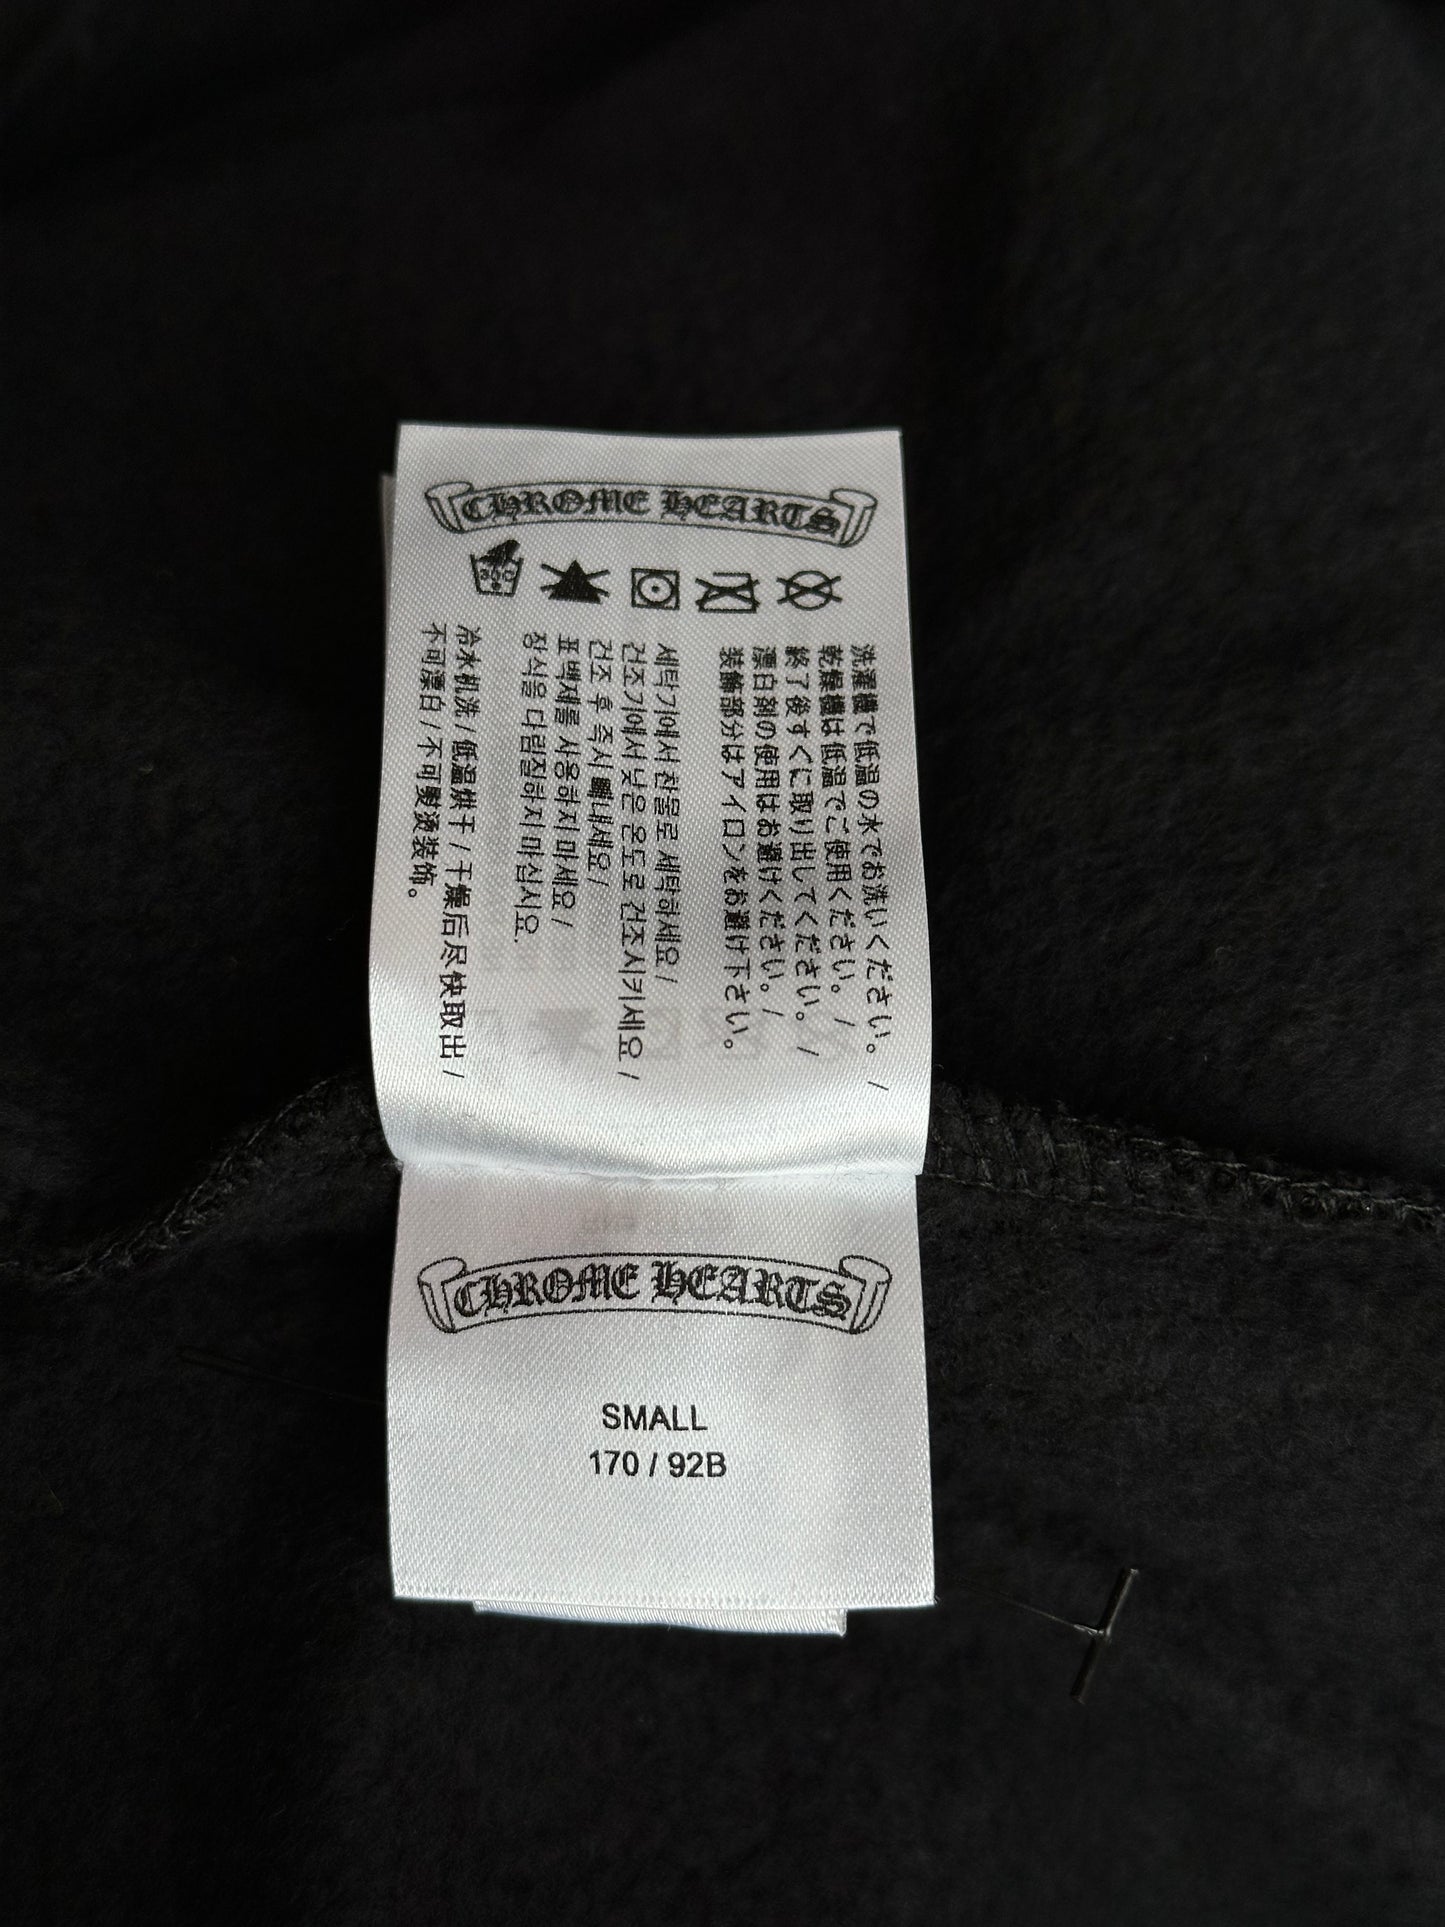 CHROME HEARTS
30C
洗濯機で低温の水でお洗いください。 /
乾燥機は低温でご使用ください。 /
終了後すぐに取り出してください。 /
漂白剤の使用はお避けください。 /
装飾部分はアイロンをお避け下さい。
세탁기에서 찬물로 세탁하세요 /
건조기에서 낮은 온도로 건조시키세요 /
건조 후 즉시 빼내세요 /
표백제를 사용하지 마세요 /
장식을 다림질하지 마십시오.
冷水机洗 / 低温烘干 / 干燥后尽快取出 /
不可漂白 / 不可熨烫装饰。
CHROME HEARTS
SMALL
170 / 92B